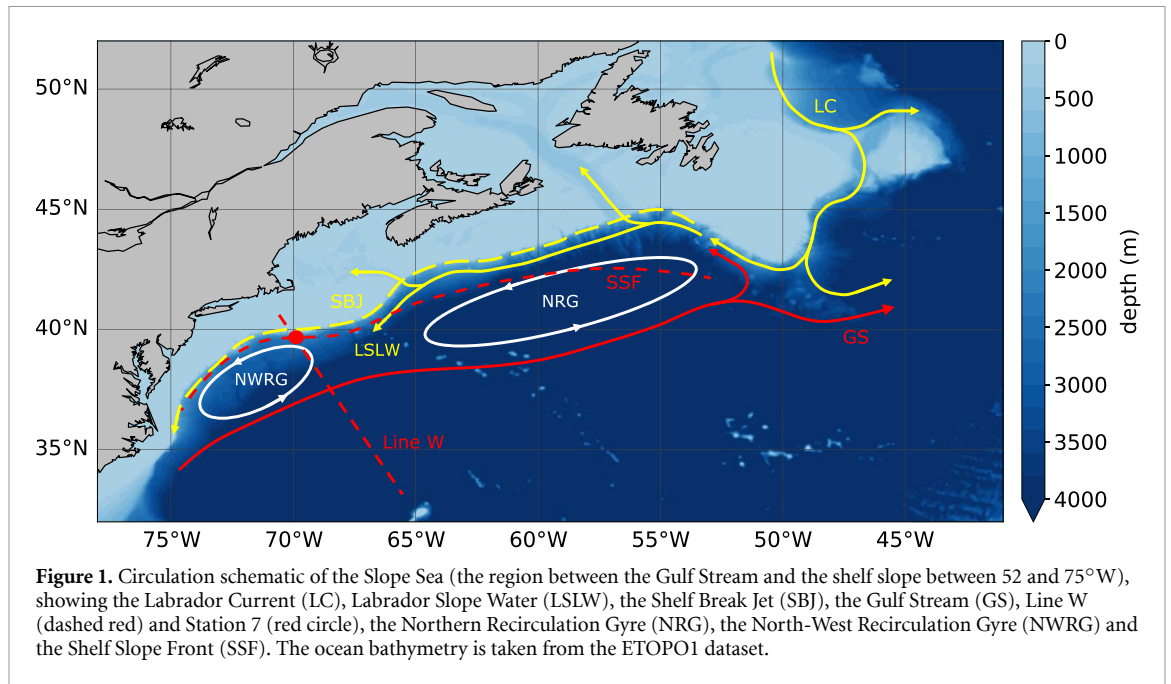 50°N
45°N
40°N
35°N
75°W
70°W
65°W
60°W
55°W
50°W
45°W
LC
SBJ
SSF
NRG
LSLW
GS
NWRG
Line W
0
500
1000
1500
2000
2500
3000
3500
4000
depth (m)
Figure 1. Circulation schematic of the Slope Sea (the region between the Gulf Stream and the shelf slope between 52 and 75°W),
showing the Labrador Current (LC), Labrador Slope Water (LSLW), the Shelf Break Jet (SBJ), the Gulf Stream (GS), Line W
(dashed red) and Station 7 (red circle), the Northern Recirculation Gyre (NRG), the North-West Recirculation Gyre (NWRG) and
the Shelf Slope Front (SSF). The ocean bathymetry is taken from the ETOPO1 dataset.